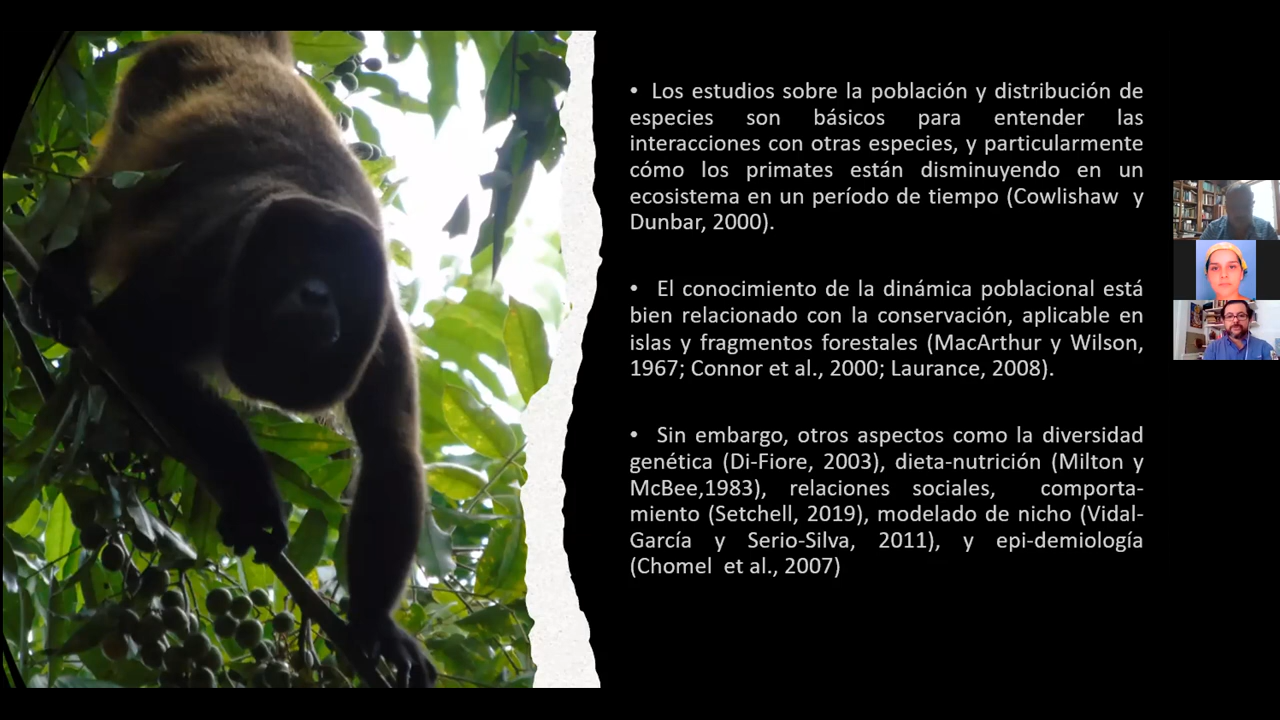 • Los estudios sobre la población y distribución de
especies son básicos para entender las
interacciones con otras especies, y particularmente
cómo los primates están disminuyendo en un
ecosistema en un período de tiempo (Cowlishaw y
Dunbar, 2000).
• El conocimiento de la dinámica poblacional está
bien relacionado con la conservación, aplicable en
islas y fragmentos forestales (MacArthur y Wilson,
1967; Connor et al., 2000; Laurance, 2008).
• Sin embargo, otros aspectos como la diversidad
genética (Di-Fiore, 2003), dieta-nutrición (Milton y
McBee,1983), relaciones sociales, comporta-
miento (Setchell, 2019), modelado de nicho (Vidal-
García y Serio-Silva, 2011), y epi-demiología
(Chomel et al., 2007)